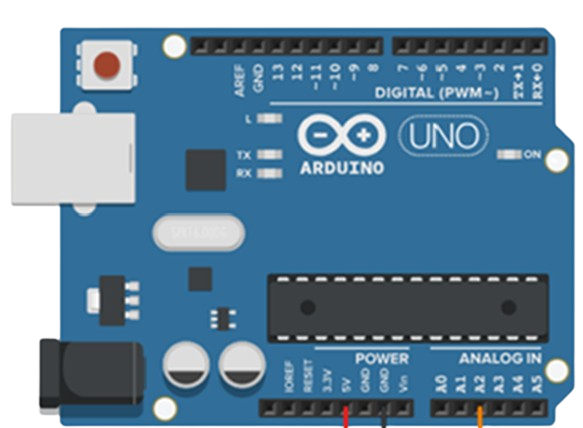 AREF
GND
13
12
~11
~10
~9
8
7
~6
~5
4
~3
2
TX→1
RX←0
DIGITAL (PWM~)
L
TX
RX
ARDUINO
UNO
ON
POWER
ANALOG IN
IOREF
RESET
3.3V
5V
GND
GND
Vin
A0
A1
A2
A3
A4
A5